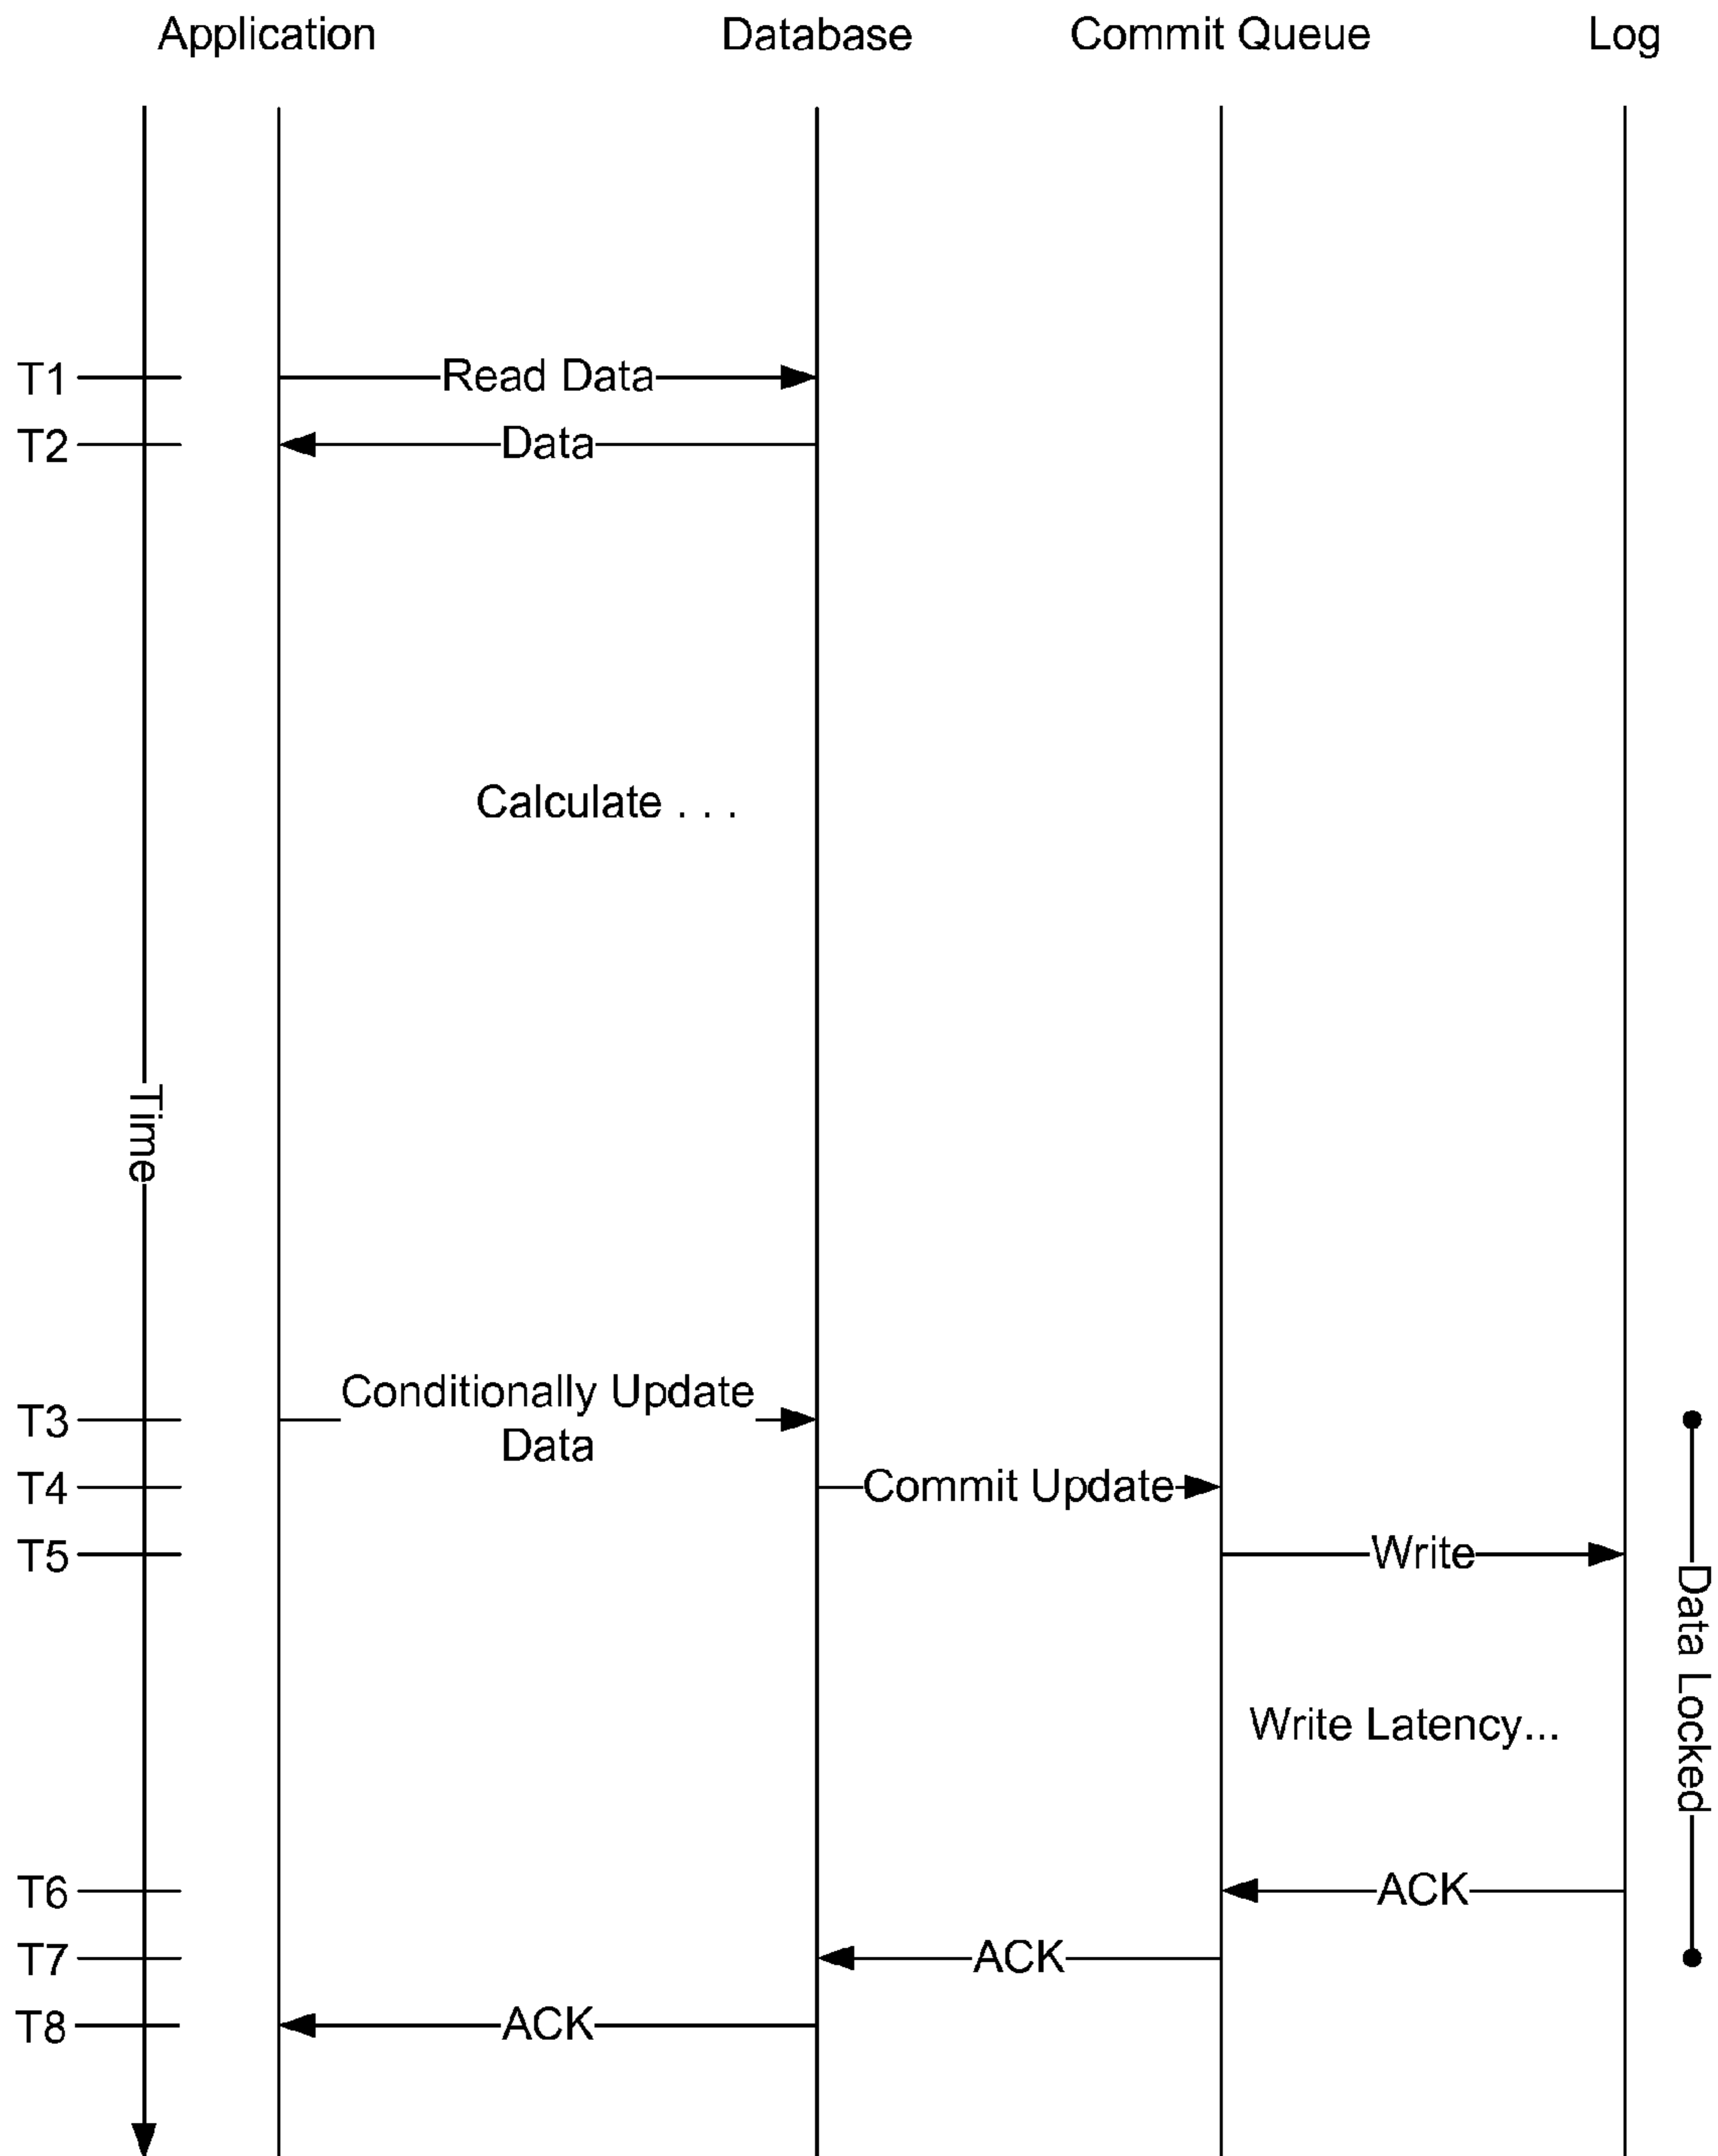 Application
Database
Commit Queue
Log
T1
Read Data
T2
Data
Calculate . . .
Time
T3
Conditionally Update
Data
T4
Commit Update
T5
Write
Data Locked
Write Latency...
T6
ACK
T7
ACK
T8
ACK